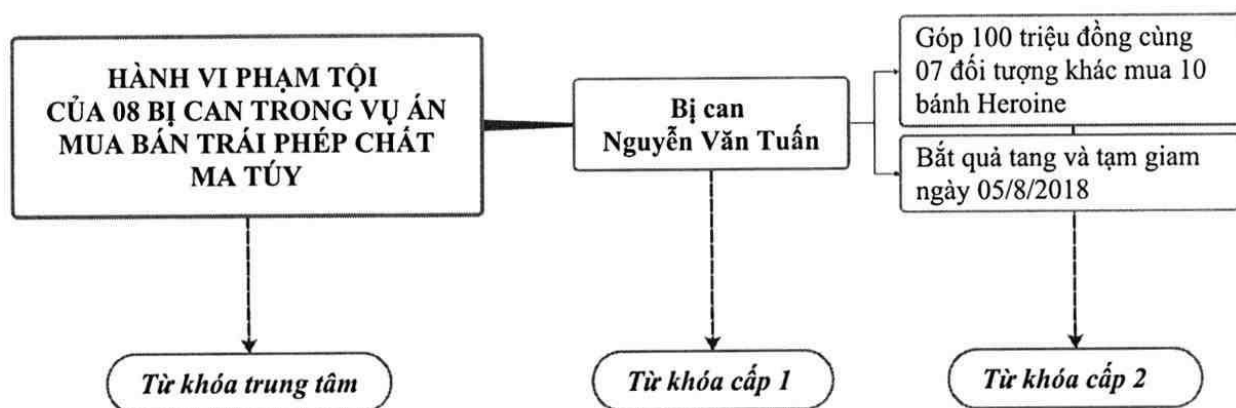 HÀNH VI PHẠM TỘI
CỦA 08 BỊ CAN TRONG VỤ ÁN
MUA BÁN TRÁI PHÉP CHẤT
MA TÚY
Bị can
Nguyễn Văn Tuấn
Góp 100 triệu đồng cùng
07 đối tượng khác mua 10
bánh Heroine
Bắt quả tang và tạm giam
ngày 05/8/2018
Từ khóa trung tâm
Từ khóa cấp 1
Từ khóa cấp 2